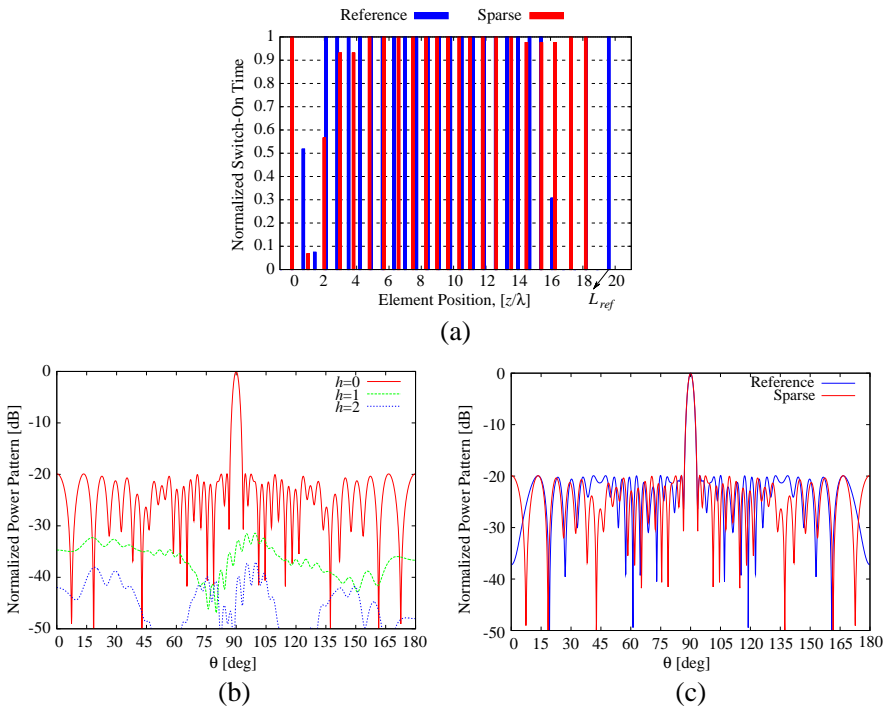 Reference Sparse
1
0.9
0.8
0.7
0.6
0.5
0.4
0.3
0.2
0.1
0
Normalized Switch-On Time
0 2 4 6 8 10 12 14 16 18 20
Element Position, [z/λ]
L_ref
(a)
0
-10
-20
-30
-40
-50
Normalized Power Pattern [dB]
h=0
h=1
h=2
0 15 30 45 60 75 90 105 120 135 150 165 180
θ [deg]
(b)
0
-10
-20
-30
-40
-50
Normalized Power Pattern [dB]
Reference
Sparse
0 15 30 45 60 75 90 105 120 135 150 165 180
θ [deg]
(c)